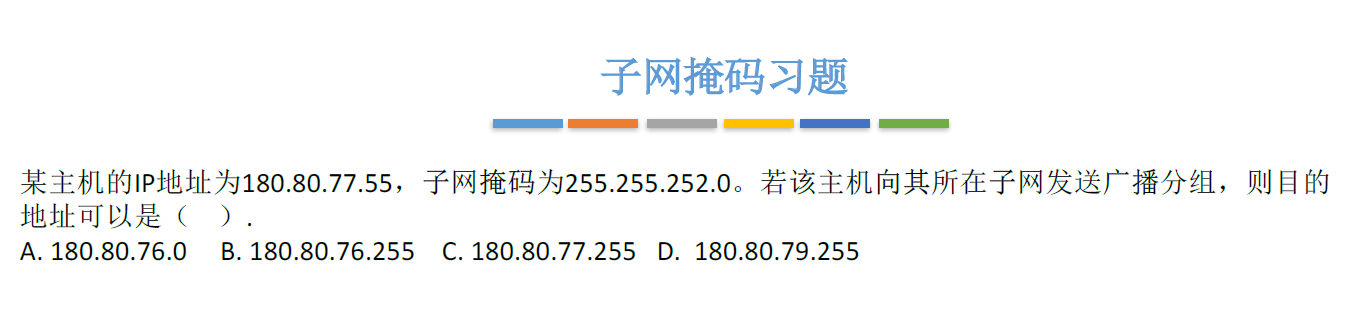 子网掩码习题
某主机的IP地址为180.80.77.55，子网掩码为255.255.252.0。若该主机向其所在子网发送广播分组，则目的
地址可以是（    ）.
A. 180.80.76.0     B. 180.80.76.255    C. 180.80.77.255   D.  180.80.79.255